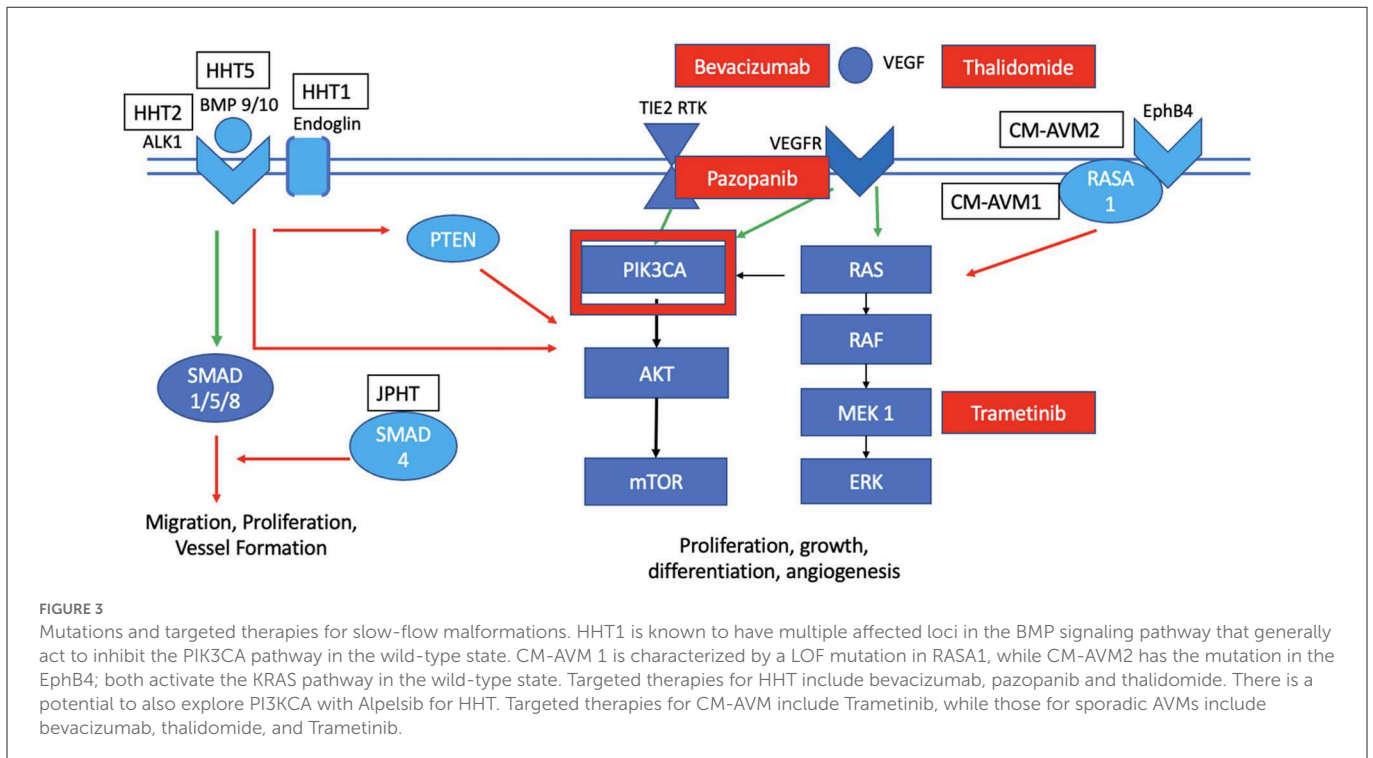 HHT5
HHT2
BMP 9/10
HHT1
ALK1
Endoglin
Bevacizumab
VEGF
Thalidomide
TIE2 RTK
VEGFR
Pazopanib
EphB4
CM-AVM2
CM-AVM1
RASA
1
PTEN
PIK3CA
RAS
RAF
AKT
SMAD
1/5/8
JPHT
SMAD
4
MEK 1
Trametinib
mTOR
ERK
Migration, Proliferation,
Vessel Formation
Proliferation, growth,
differentiation, angiogenesis
FIGURE 3
Mutations and targeted therapies for slow-flow malformations. HHT1 is known to have multiple affected loci in the BMP signaling pathway that generally
act to inhibit the PIK3CA pathway in the wild-type state. CM-AVM 1 is characterized by a LOF mutation in RASA1, while CM-AVM2 has the mutation in the
EphB4; both activate the KRAS pathway in the wild-type state. Targeted therapies for HHT include bevacizumab, pazopanib and thalidomide. There is a
potential to also explore PI3KCA with Alpelsib for HHT. Targeted therapies for CM-AVM include Trametinib, while those for sporadic AVMs include
bevacizumab, thalidomide, and Trametinib.